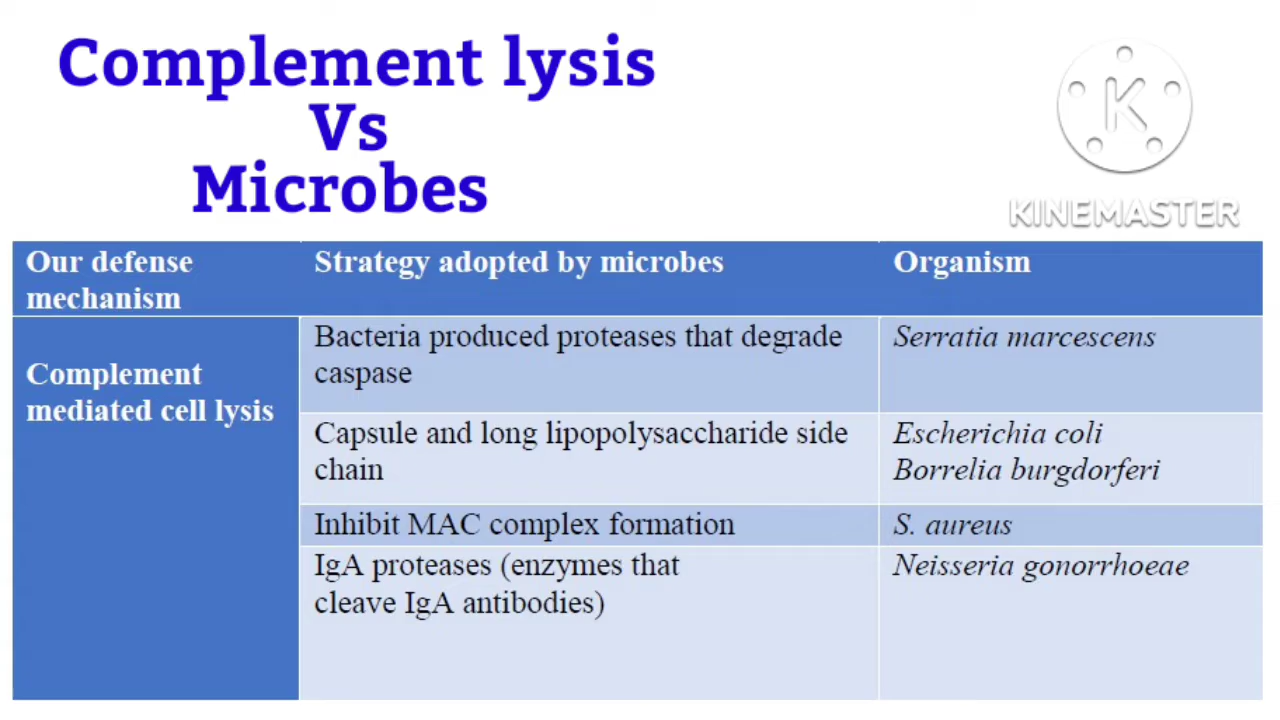 Complement lysis
Vs
Microbes
K
KINEMASTER
Our defense
mechanism
Strategy adopted by microbes
Organism
Complement
mediated cell lysis
Bacteria produced proteases that degrade
caspase
Serratia marcescens
Capsule and long lipopolysaccharide side
chain
Escherichia coli
Borrelia burgdorferi
Inhibit MAC complex formation
S. aureus
IgA proteases (enzymes that
cleave IgA antibodies)
Neisseria gonorrhoeae